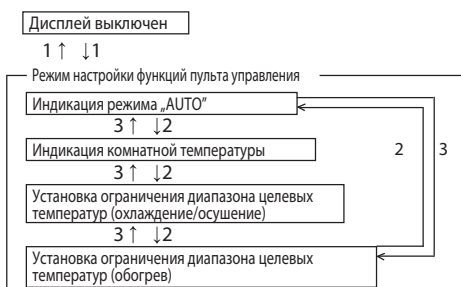 Дисплей выключен
1 ↑ ↓1
Режим настройки функций пульта управления
Индикация режима „AUTO”
3 ↑ ↓2
Индикация комнатной температуры
2 3
3 ↑ ↓2
Установка ограничения диапазона целевых
температур (охлаждение/осушение)
3 ↑ ↓2
Установка ограничения диапазона целевых
температур (обогрев)